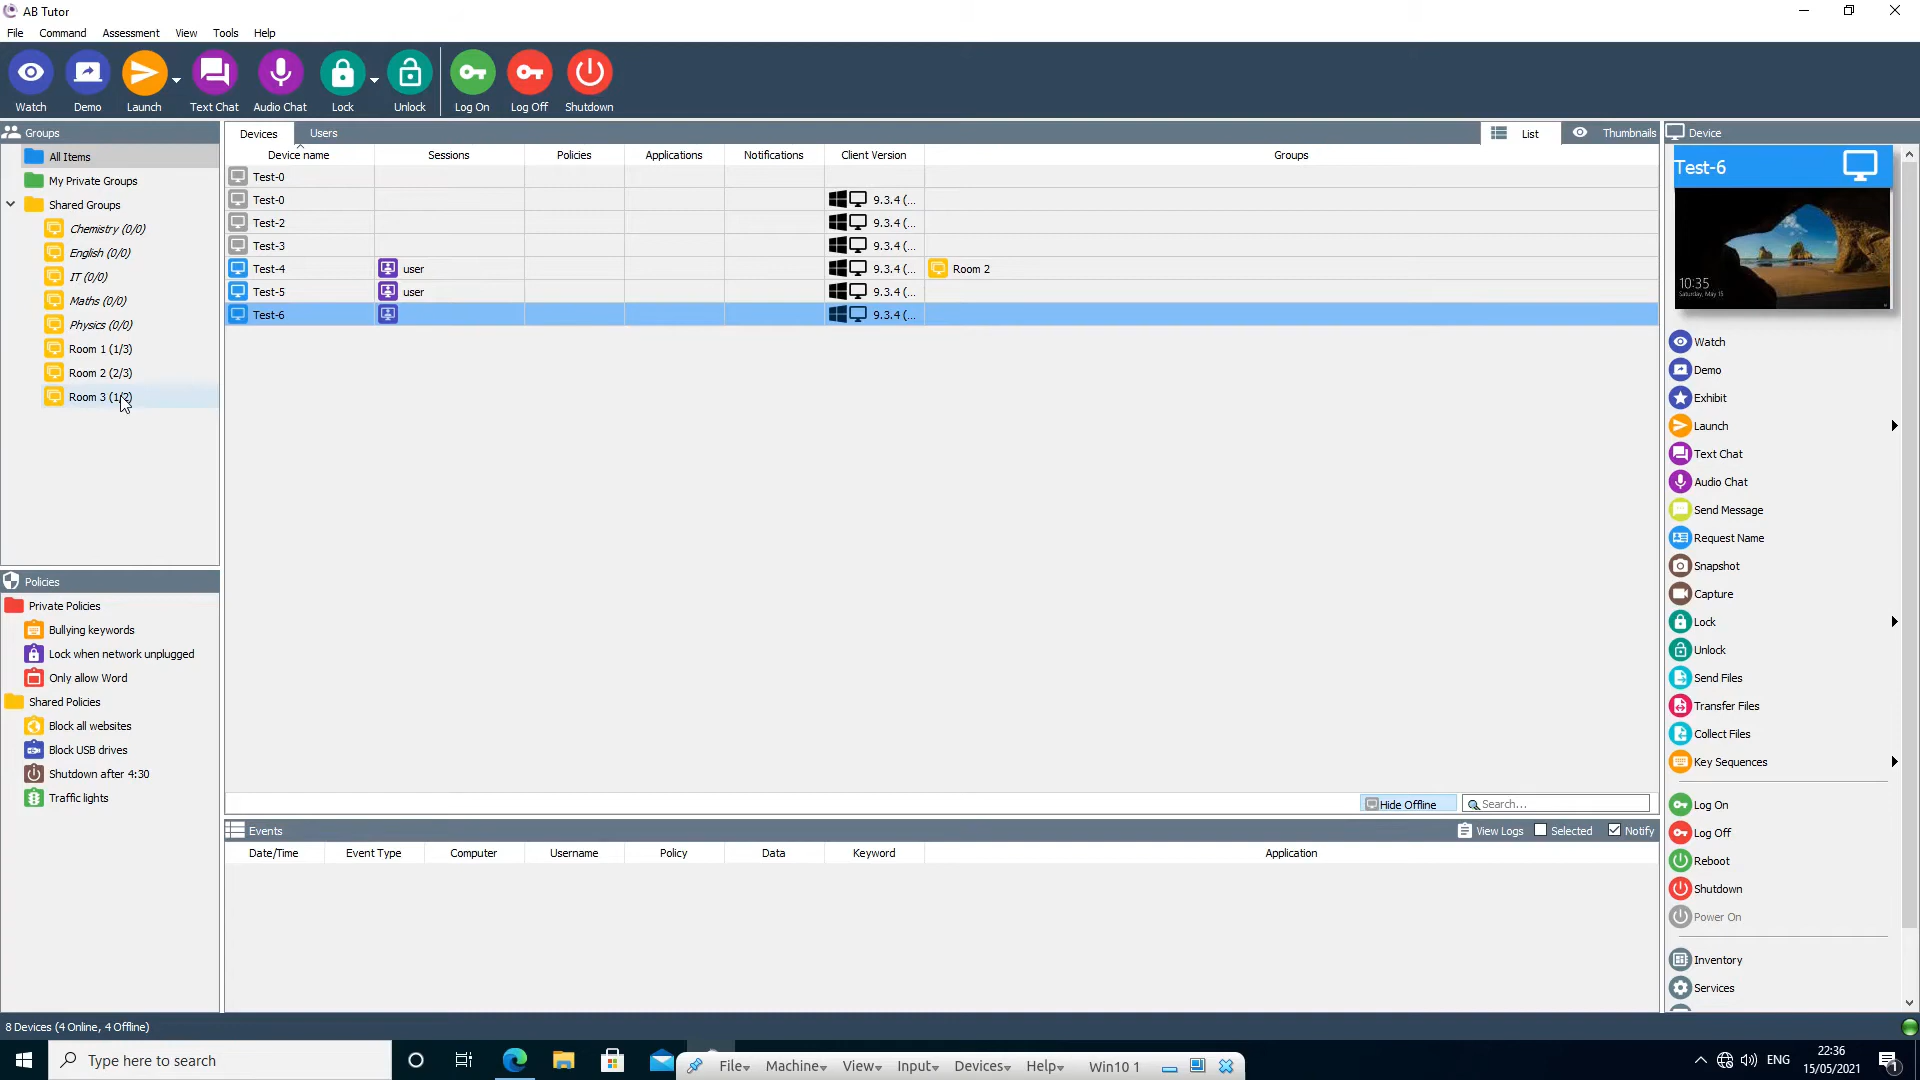 AB Tutor
File Command Assessment View Tools Help
Watch Demo Launch Text Chat Audio Chat Lock Unlock Log On Log Off Shutdown
Groups
All Items
My Private Groups
Shared Groups
Chemistry (0/0)
English (0/0)
IT (0/0)
Maths (0/0)
Physics (0/0)
Room 1 (1/3)
Room 2 (2/3)
Room 3 (1/2)
Policies
Private Policies
Bullying keywords
Lock when network unplugged
Only allow Word
Shared Policies
Block all websites
Block USB drives
Shutdown after 4:30
Traffic lights
Devices Users List Thumbnails
Device name Sessions Policies Applications Notifications Client Version Groups
Test-0
Test-0 9.3.4 (...
Test-2 9.3.4 (...
Test-3 9.3.4 (...
Test-4 user 9.3.4 (... Room 2
Test-5 user 9.3.4 (...
Test-6 9.3.4 (...
Hide Offline Search...
Events View Logs Selected Notify
Date/Time Event Type Computer Username Policy Data Keyword Application
Device
Test-6
10:35
Saturday, May 15
Watch
Demo
Exhibit
Launch
Text Chat
Audio Chat
Send Message
Request Name
Snapshot
Capture
Lock
Unlock
Send Files
Transfer Files
Collect Files
Key Sequences
Log On
Log Off
Reboot
Shutdown
Power On
Inventory
Services
8 Devices (4 Online, 4 Offline)
Type here to search
File Machine View Input Devices Help Win10 1
ENG
22:36
15/05/2021
1